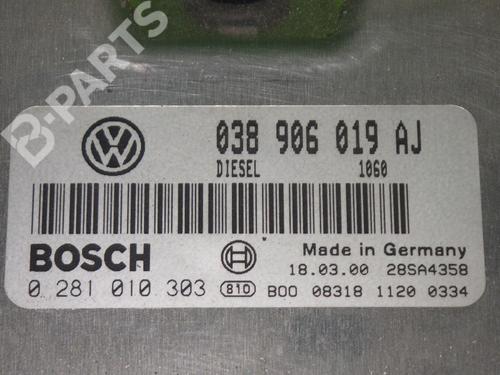 B-PARTS
038 906 019 AJ
DIESEL 1060
BOSCH
Made in Germany
18.03.00 28SA4358
0 281 010 303 810 B00 08318 1120 0334